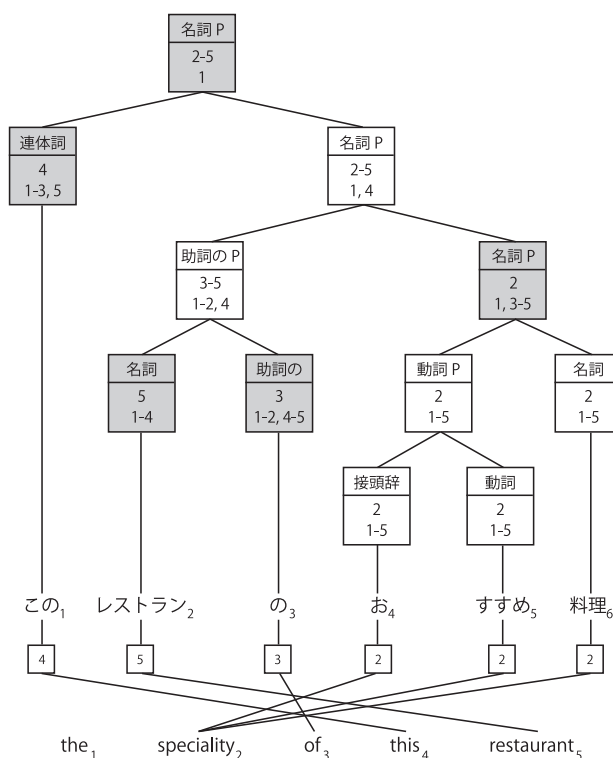 名詞 P
2-5
1
連体詞
4
1-3, 5
名詞 P
2-5
1, 4
助詞の P
3-5
1-2, 4
名詞 P
2
1, 3-5
名詞
5
1-4
助詞の
3
1-2, 4-5
動詞 P
2
1-5
名詞
2
1-5
接頭辞
2
1-5
動詞
2
1-5
この1 レストラン2 の3 お4 すすめ5 料理6
4 5 3 2 2 2
the1 speciality2 of3 this4 restaurant5